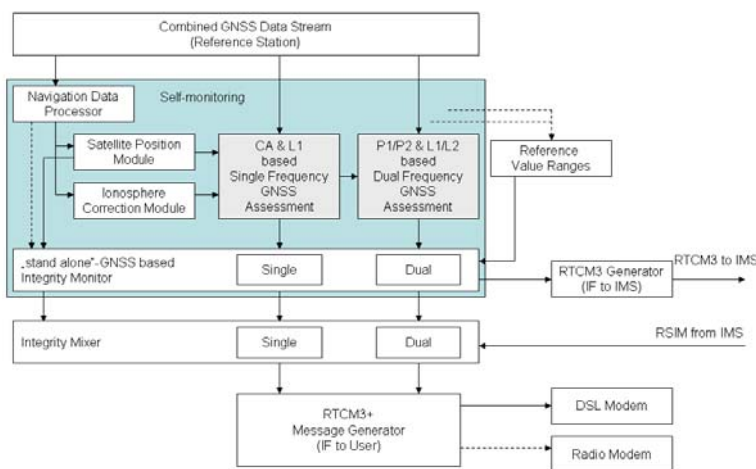 Combined GNSS Data Stream
(Reference Station)
Self-monitoring
Navigation Data
Processor
Satellite Position
Module
Ionosphere
Correction Module
CA & L1
based
Single Frequency
GNSS
Assessment
P1/P2 & L1/L2
based
Dual Frequency
GNSS
Assessment
Reference
Value Ranges
„stand alone“-GNSS based
Integrity Monitor
Single
Dual
RTCM3 Generator
(IF to IMS)
RTCM3 to IMS
Integrity Mixer
Single
Dual
RSIM from IMS
RTCM3+
Message Generator
(IF to User)
DSL Modem
Radio Modem